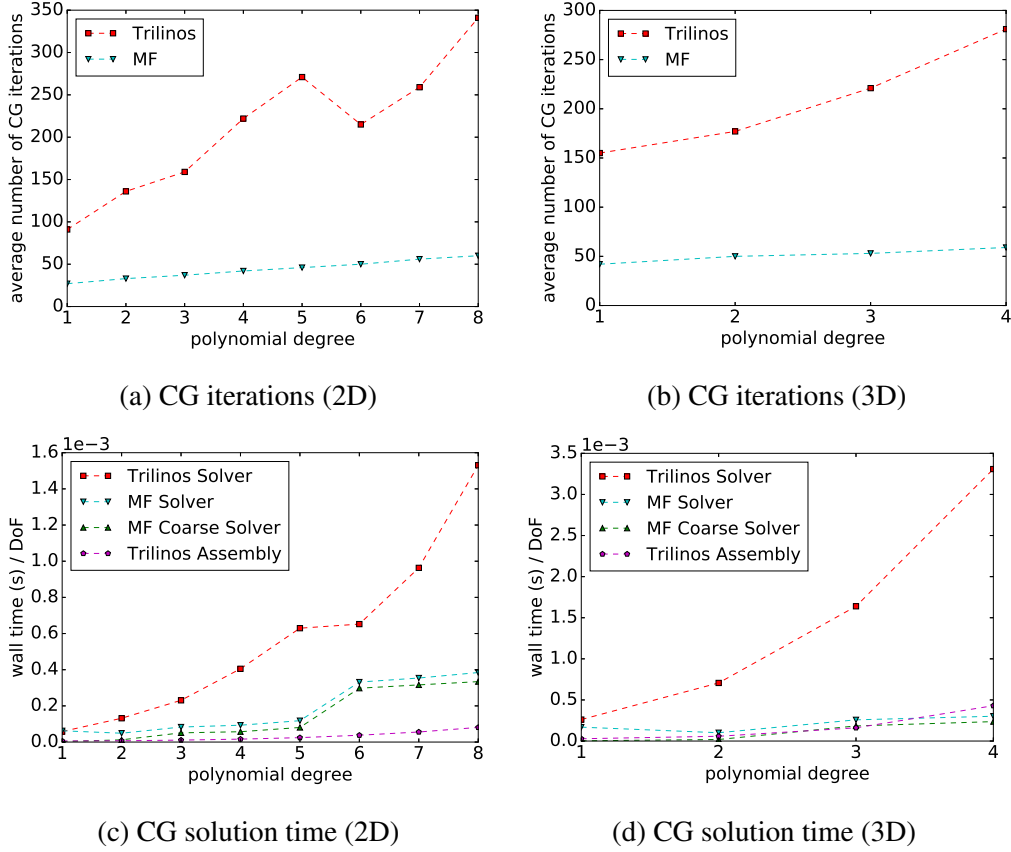 350
300
250
200
150
100
50
0
average number of CG iterations
Trilinos
MF
1 2 3 4 5 6 7 8
polynomial degree
(a) CG iterations (2D)
300
250
200
150
100
50
0
average number of CG iterations
Trilinos
MF
1 2 3 4
polynomial degree
(b) CG iterations (3D)
1e−3
1.6
1.4
1.2
1.0
0.8
0.6
0.4
0.2
0.0
wall time (s) / DoF
Trilinos Solver
MF Solver
MF Coarse Solver
Trilinos Assembly
1 2 3 4 5 6 7 8
polynomial degree
(c) CG solution time (2D)
1e−3
3.5
3.0
2.5
2.0
1.5
1.0
0.5
0.0
wall time (s) / DoF
Trilinos Solver
MF Solver
MF Coarse Solver
Trilinos Assembly
1 2 3 4
polynomial degree
(d) CG solution time (3D)